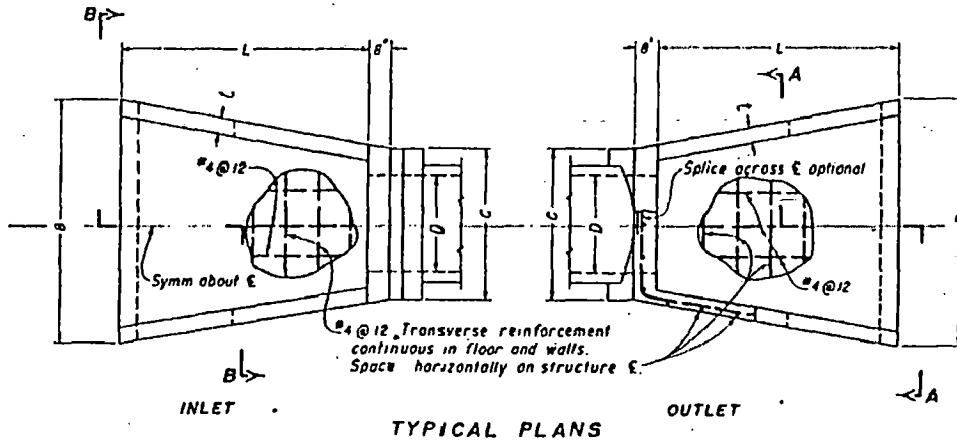 B
L
8"
8"
L
A
t
t
#4@12
Splice across ℄ optional
B
C
D
C
D
Symm about ℄
#4@12
#4@12 Transverse reinforcement
continuous in floor and walls.
Space horizontally on structure ℄.
B
A
INLET
OUTLET
TYPICAL PLANS